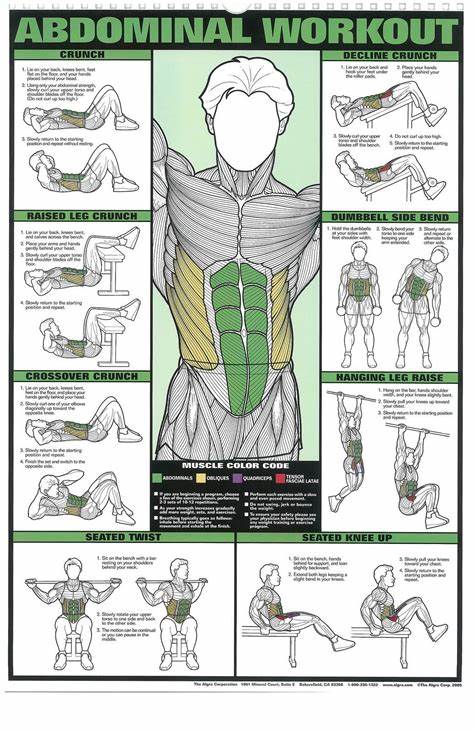 ABDOMINAL WORKOUT
CRUNCH
1. Lie on your back, knees bent, feet
flat on the floor, and your hands
placed behind your head.
2. Using only your abdominal strength,
slowly curl your upper torso and
shoulder blades off the floor.
(Do not curl up too high.)
3. Slowly return to the starting
position and repeat without resting.
RAISED LEG CRUNCH
1. Lie on your back, knees bent,
and calves across the bench.
2. Place your arms and hands
gently behind your head.
3. Slowly curl your upper torso
and shoulder blades off the
floor.
4. Slowly return to the starting
position and repeat.
CROSSOVER CRUNCH
1. Lie on your back, knees bent,
feet on the floor, and place your
hands gently behind your head.
2. Slowly curl one of your elbows
diagonally up toward the
opposite knee.
3. Slowly return to the starting
position and repeat.
4. Finish the set and switch to the
opposite side.
DECLINE CRUNCH
1. Lie on your back and
hook your feet under
the roller pads.
2. Place your hands
gently behind your
head.
3. Slowly curl your
upper torso and
shoulder blades
off the bench.
4. Do not curl up too high.
5. Slowly return to the starting
position and repeat.
DUMBBELL SIDE BEND
1. Hold the dumbbells
at your sides with
feet shoulder width.
2. Slowly bend your
torso to one side
keeping your
arms extended.
3. Slowly return
and repeat or
alternate to the
other side.
HANGING LEG RAISE
1. Hang on the bar, hands shoulder
width, and your knees slightly bent.
2. Slowly pull your knees up toward
your chest.
3. Slowly return to the starting position
and repeat.
MUSCLE COLOR CODE
ABDOMINALS
OBLIQUES
QUADRICEPS
TENSOR
FASCIAE LATAE
If you are beginning a program, choose
a few of the exercises shown, performing
2-3 sets of 10-12 repetitions.
As your strength increases gradually
add more weight, sets, and exercises.
Breathing typically goes as follows:
inhale before starting the movement
and exhale at the end of the effort.
Perform each exercise with a slow
and even paced movement.
Do not swing, jerk or bounce
the weight.
To ensure your safety please see
your physician before beginning
any weight training or exercise
program.
SEATED TWIST
1. Sit on the bench with a bar
resting on your shoulders
behind your neck.
2. Slowly rotate your upper
torso to one side and back
to the other.
3. The motion can be continual
or you can pause in the
middle.
SEATED KNEE UP
1. Sit on the bench, hands
behind for support, and lean
slightly backward.
2. Extend both legs keeping
a slight bend in your knees.
3. Slowly pull your knees
toward your chest.
4. Slowly return to the starting
position and repeat.
The Algra Corporation 1901 Mineral Court, Suite E Bakersfield, CA 93308 1-800-230-1322 www.algra.com ©The Algra Corp. 2005